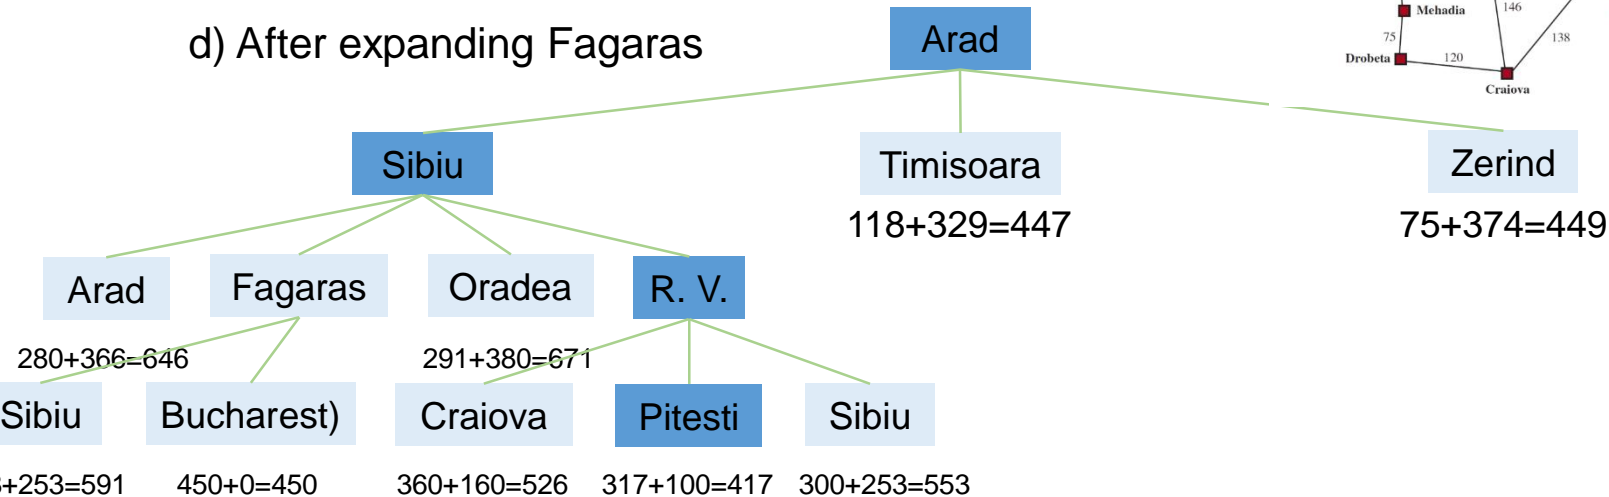 d) After expanding Fagaras
Arad
Mehadia
146
75
138
Drobeta
120
Craiova
Sibiu
Timisoara
Zerind
118+329=447
75+374=449
Arad
Fagaras
Oradea
R. V.
280+366=646
291+380=671
Sibiu
Bucharest)
Craiova
Pitesti
Sibiu
+253=591
450+0=450
360+160=526
317+100=417
300+253=553